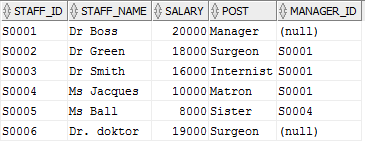 STAFF_ID STAFF_NAME SALARY POST MANAGER_ID
S0001 Dr Boss 20000 Manager (null)
S0002 Dr Green 18000 Surgeon S0001
S0003 Dr Smith 16000 Internist S0001
S0004 Ms Jacques 10000 Matron S0001
S0005 Ms Ball 8000 Sister S0004
S0006 Dr. doktor 19000 Surgeon (null)